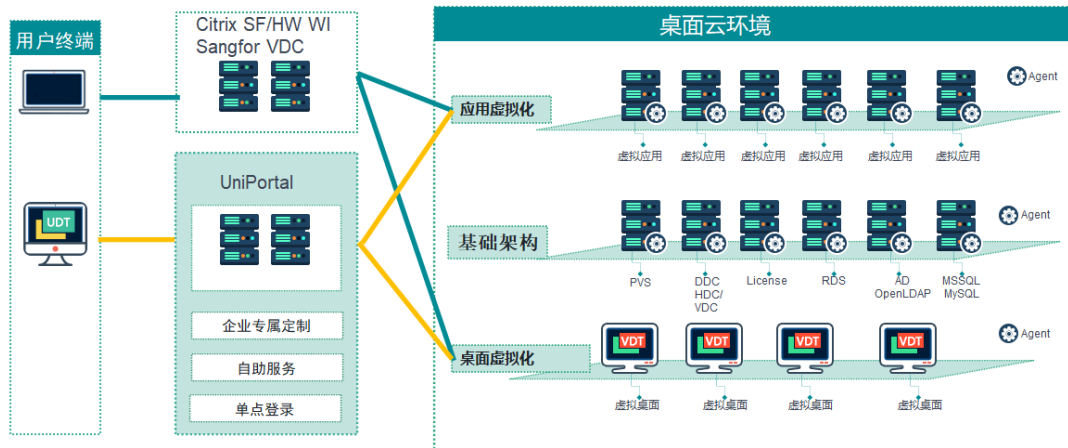 用户终端
UDT
Citrix SF/HW WI
Sangfor VDC
UniPortal
企业专属定制
自助服务
单点登录
桌面云环境
应用虚拟化
Agent
虚拟应用
虚拟应用
虚拟应用
虚拟应用
虚拟应用
虚拟应用
基础架构
Agent
PVS
DDC
HDC/
VDC
License
RDS
AD
OpenLDAP
MSSQL
MySQL
桌面虚拟化
Agent
VDT
VDT
VDT
VDT
虚拟桌面
虚拟桌面
虚拟桌面
虚拟桌面